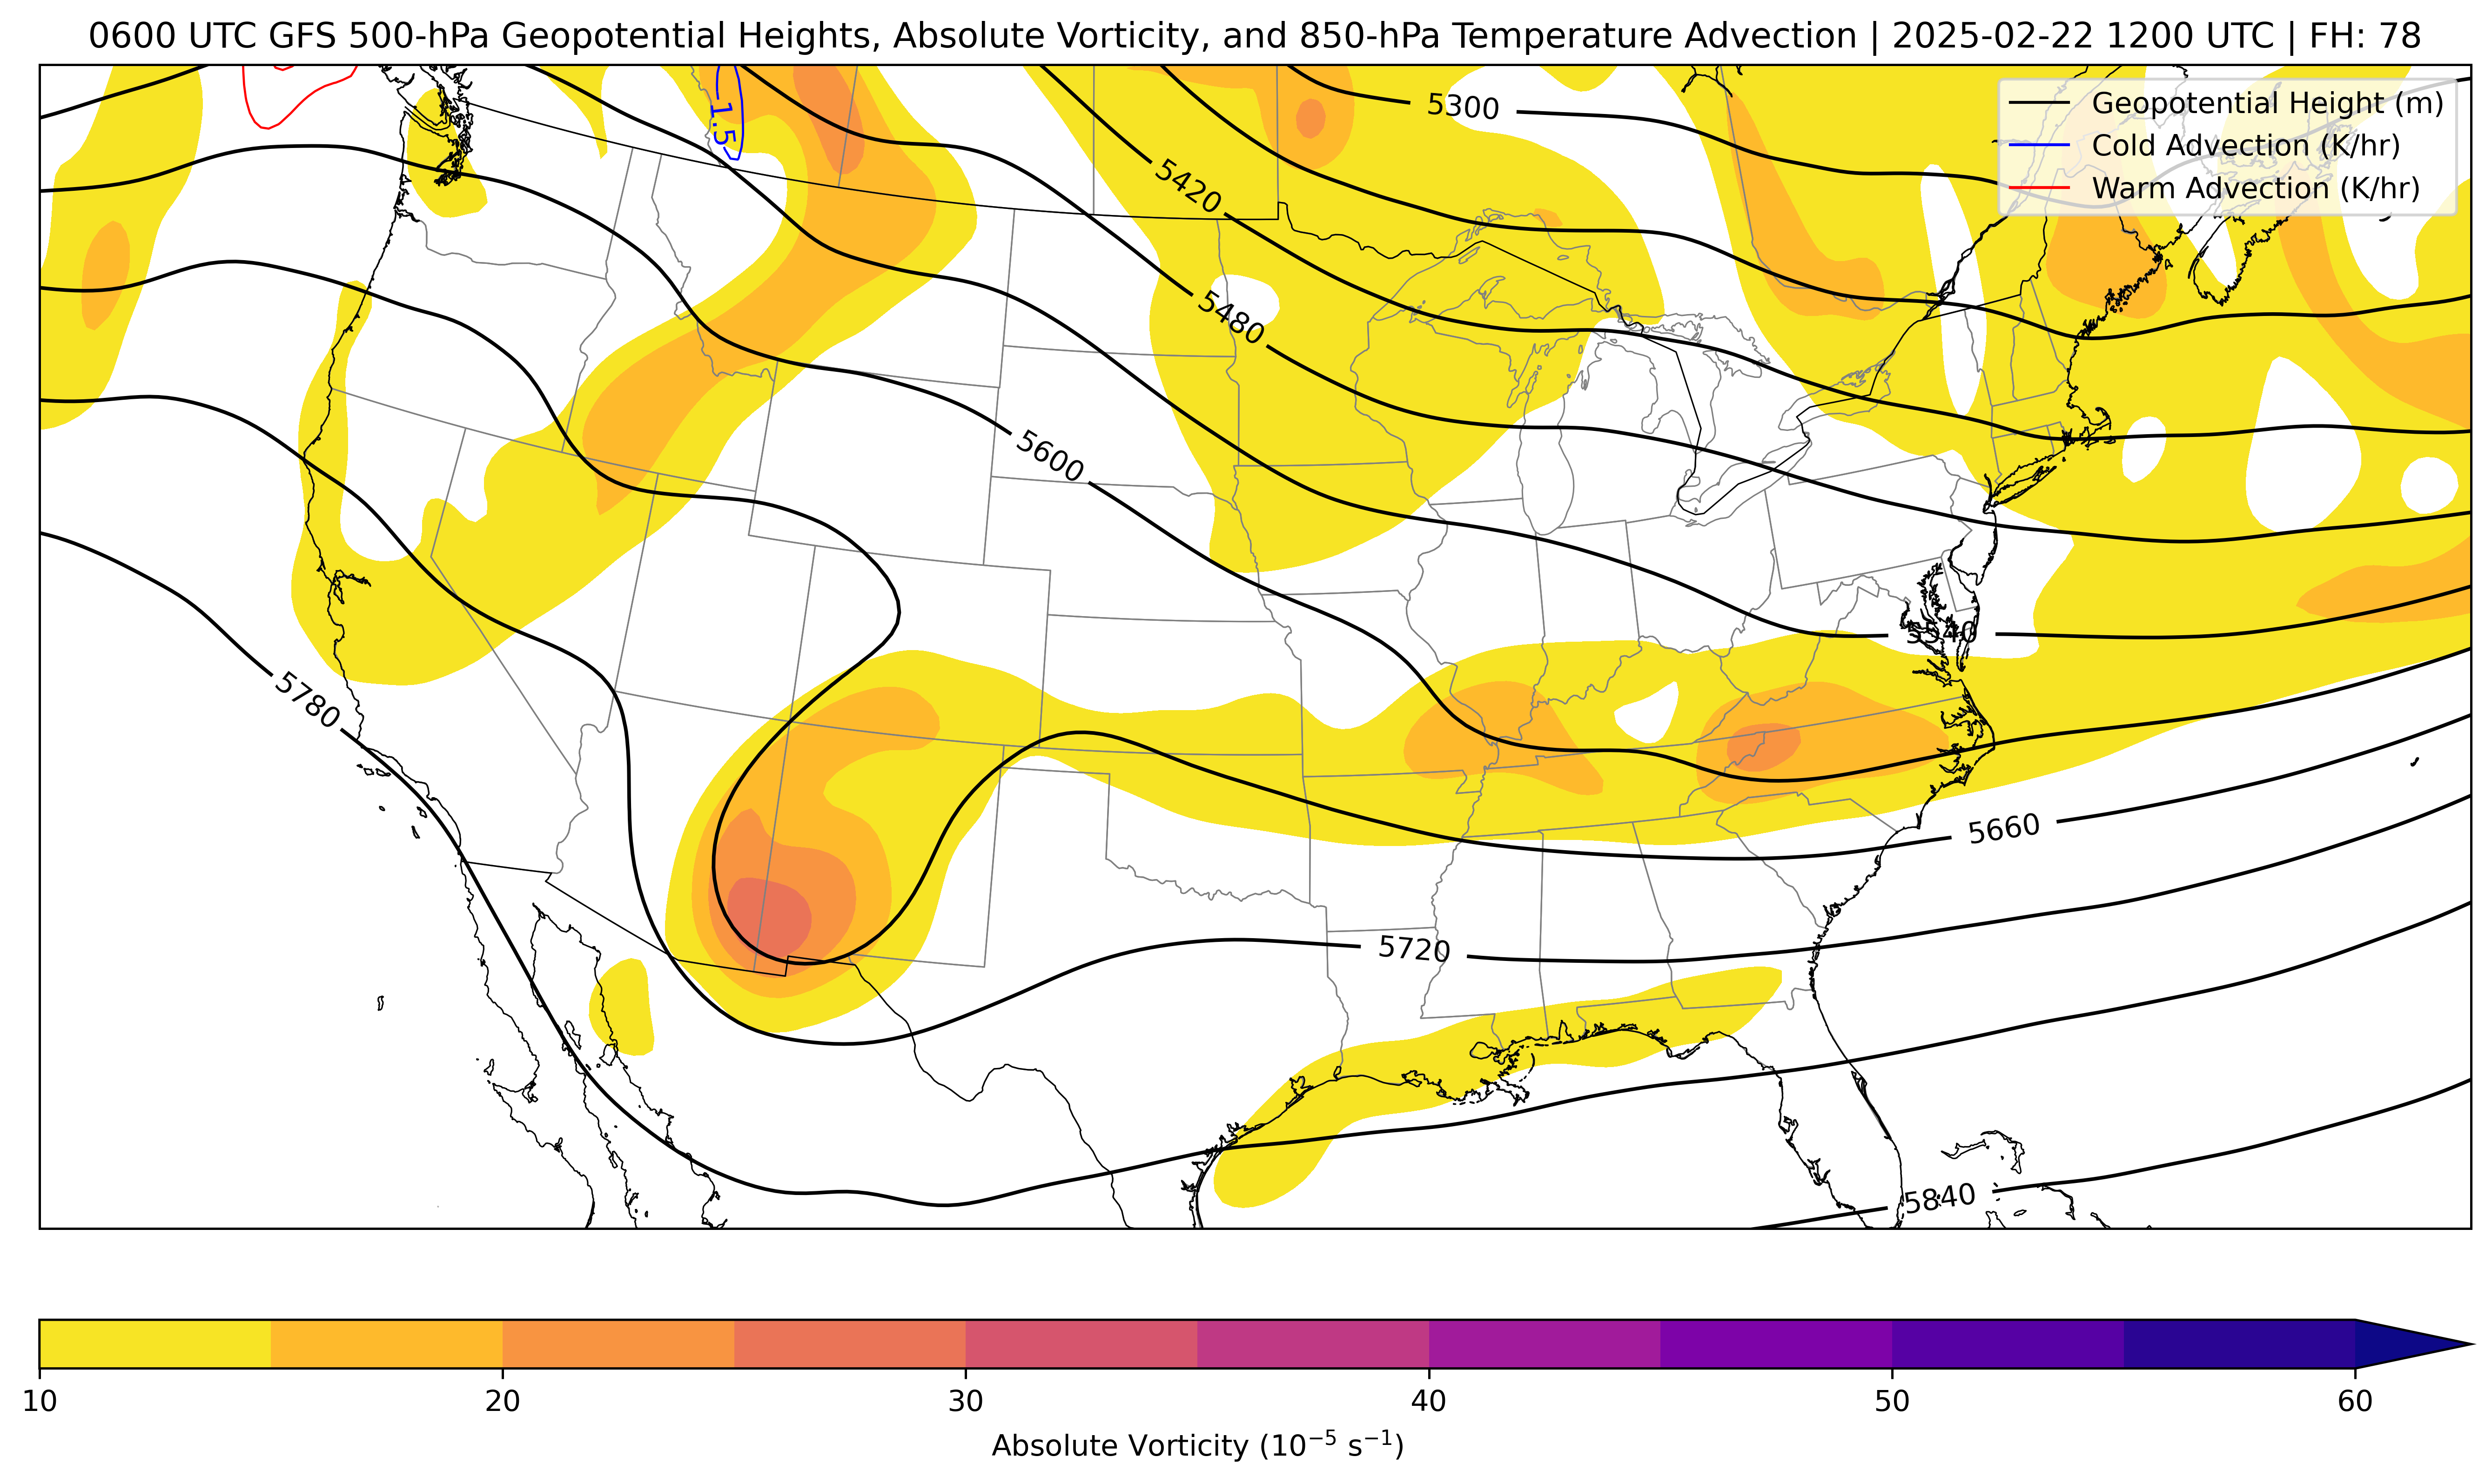 0600 UTC GFS 500-hPa Geopotential Heights, Absolute Vorticity, and 850-hPa Temperature Advection | 2025-02-22 1200 UTC | FH: 78
Geopotential Height (m)
Cold Advection (K/hr)
Warm Advection (K/hr)
5300
1.5
5420
5480
5600
5540
5780
5660
5720
5840
10 20 30 40 50 60
Absolute Vorticity (10⁻⁵ s⁻¹)